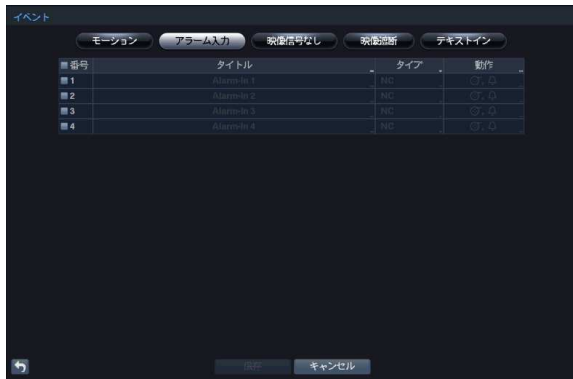 イベント
モーション アラーム入力 映像信号なし 映像遮断 テキストイン
番号 タイトル タイプ 動作
1 Alarm-In 1 NC
2 Alarm-In 2 NC
3 Alarm-In 3 NC
4 Alarm-In 4 NC
保存 キャンセル